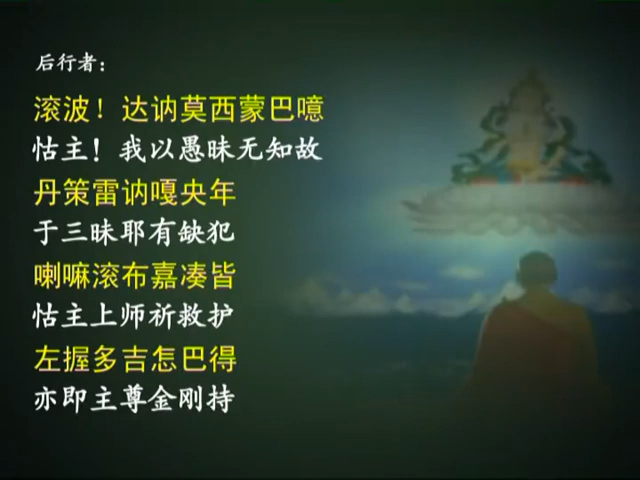 后行者：
滚波！达讷莫西蒙巴噫
怙主！我以愚昧无知故
丹策雷讷嘎央年
于三昧耶有缺犯
喇嘛滚布嘉凑皆
怙主上师祈救护
左握多吉怎巴得
亦即主尊金刚持